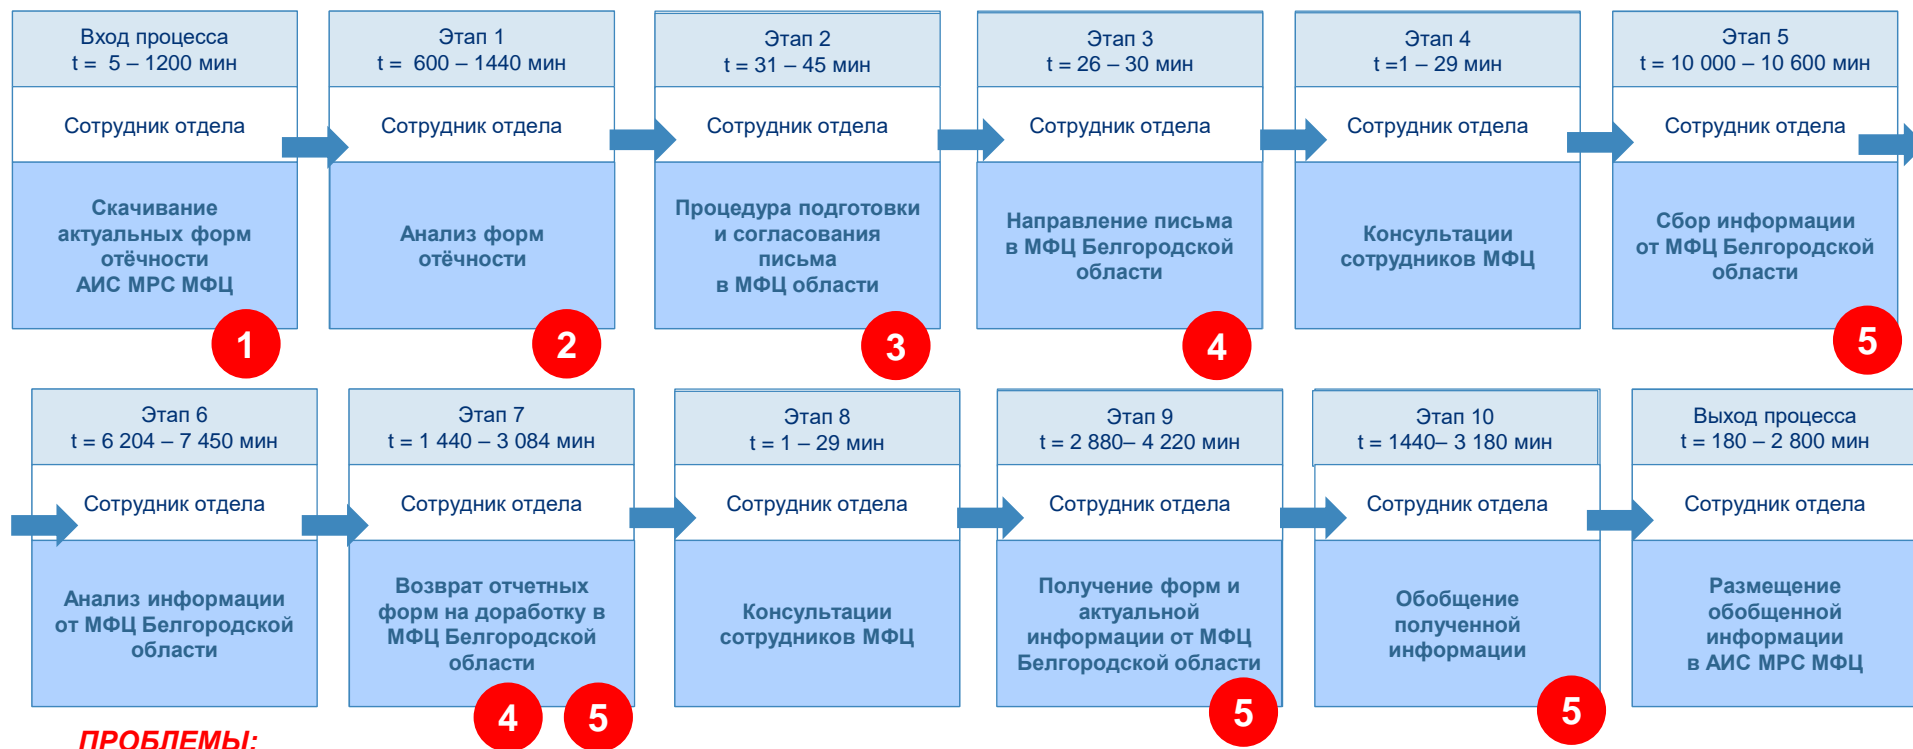 Вход процесса
t =  5 – 1200 мин
Сотрудник отдела
Скачивание
актуальных форм
отёчности
АИС МРС МФЦ
1
Этап 1
t =  600 – 1440 мин
Сотрудник отдела
Анализ форм
отёчности
2
Этап 2
t = 31 – 45 мин
Сотрудник отдела
Процедура подготовки
и согласования
письма
в МФЦ области
3
Этап 3
t = 26 – 30 мин
Сотрудник отдела
Направление письма
в МФЦ Белгородской
области
4
Этап 4
t =1 – 29 мин
Сотрудник отдела
Консультации
сотрудников МФЦ
Этап 5
t = 10 000 – 10 600 мин
Сотрудник отдела
Сбор информации
от МФЦ Белгородской
области
5
Этап 6
t = 6 204 – 7 450 мин
Сотрудник отдела
Анализ информации
от МФЦ Белгородской
области
Этап 7
t = 1 440 – 3 084 мин
Сотрудник отдела
Возврат отчетных
форм на доработку в
МФЦ Белгородской
области
4
5
Этап 8
t = 1 – 29 мин
Сотрудник отдела
Консультации
сотрудников МФЦ
Этап 9
t = 2 880– 4 220 мин
Сотрудник отдела
Получение форм и
актуальной
информации от МФЦ
Белгородской области
5
Этап 10
t = 1440– 3 180 мин
Сотрудник отдела
Обобщение
полученной
информации
5
Выход процесса
t = 180 – 2 800 мин
Сотрудник отдела
Размещение
обобщенной
информации
в АИС МРС МФЦ
ПРОБЛЕМЫ: